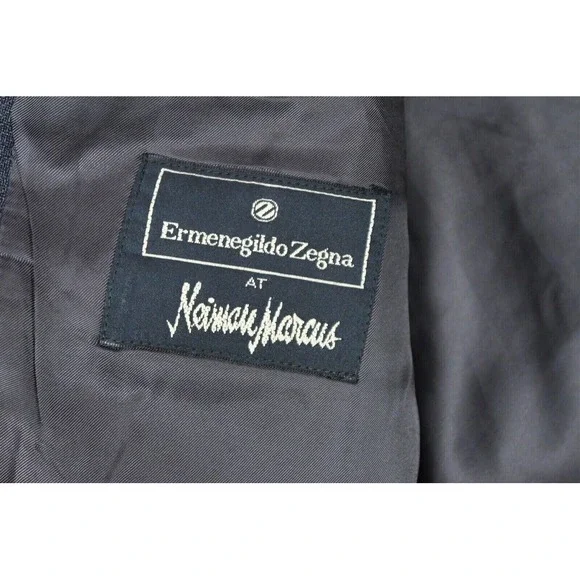 Ermenegildo Zegna
AT
Neiman Marcus